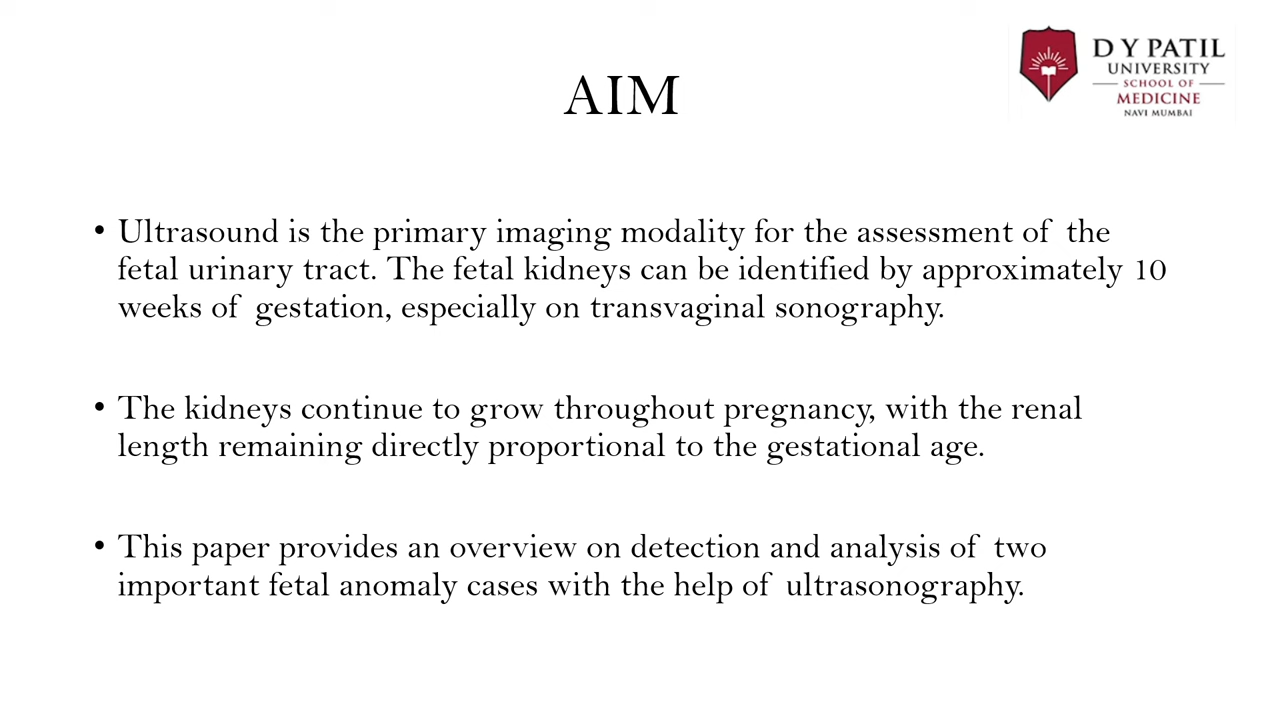 D Y PATIL
UNIVERSITY
SCHOOL OF
MEDICINE
NAVI MUMBAI
AIM
• Ultrasound is the primary imaging modality for the assessment of the
fetal urinary tract. The fetal kidneys can be identified by approximately 10
weeks of gestation, especially on transvaginal sonography.
• The kidneys continue to grow throughout pregnancy, with the renal
length remaining directly proportional to the gestational age.
• This paper provides an overview on detection and analysis of two
important fetal anomaly cases with the help of ultrasonography.